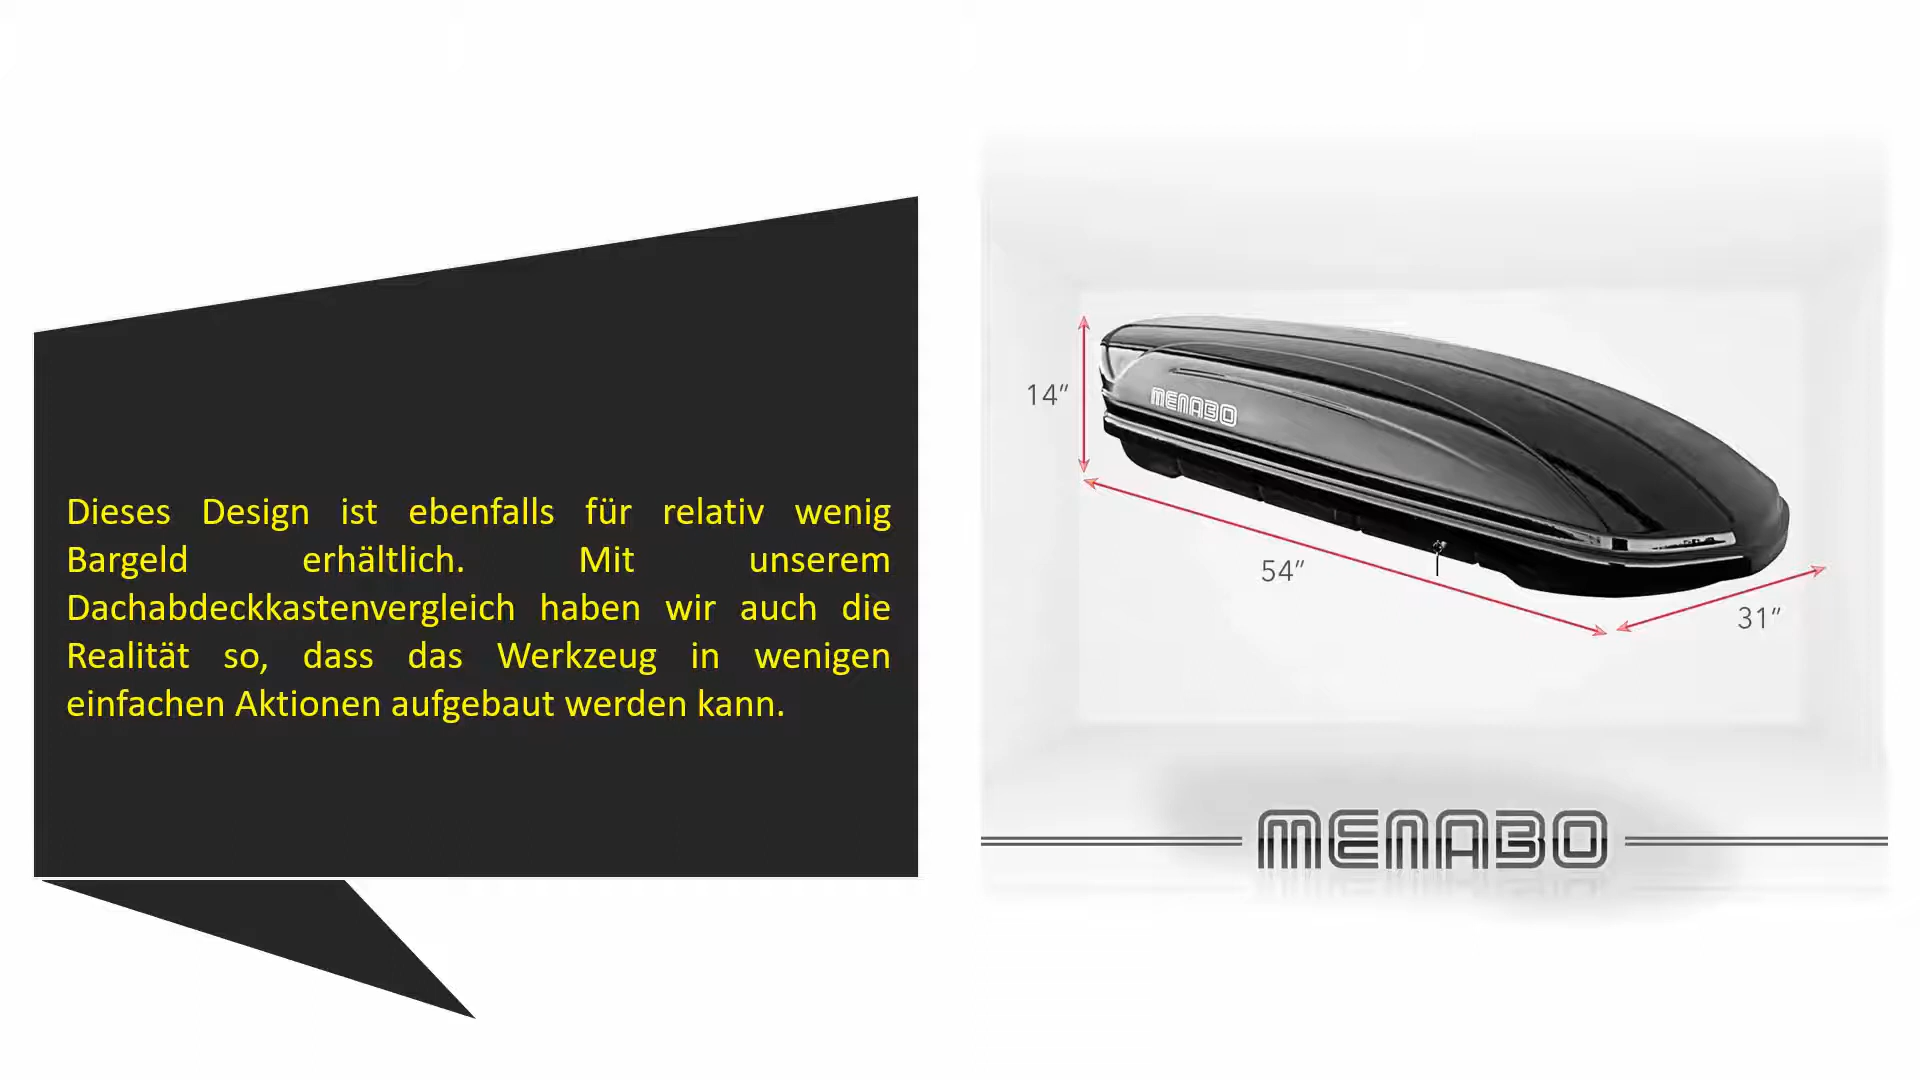 Dieses Design ist ebenfalls für relativ wenig
Bargeld erhältlich. Mit unserem
Dachabdeckkastenvergleich haben wir auch die
Realität so, dass das Werkzeug in wenigen
einfachen Aktionen aufgebaut werden kann.
14”
MENABO
54”
31”
MENABO